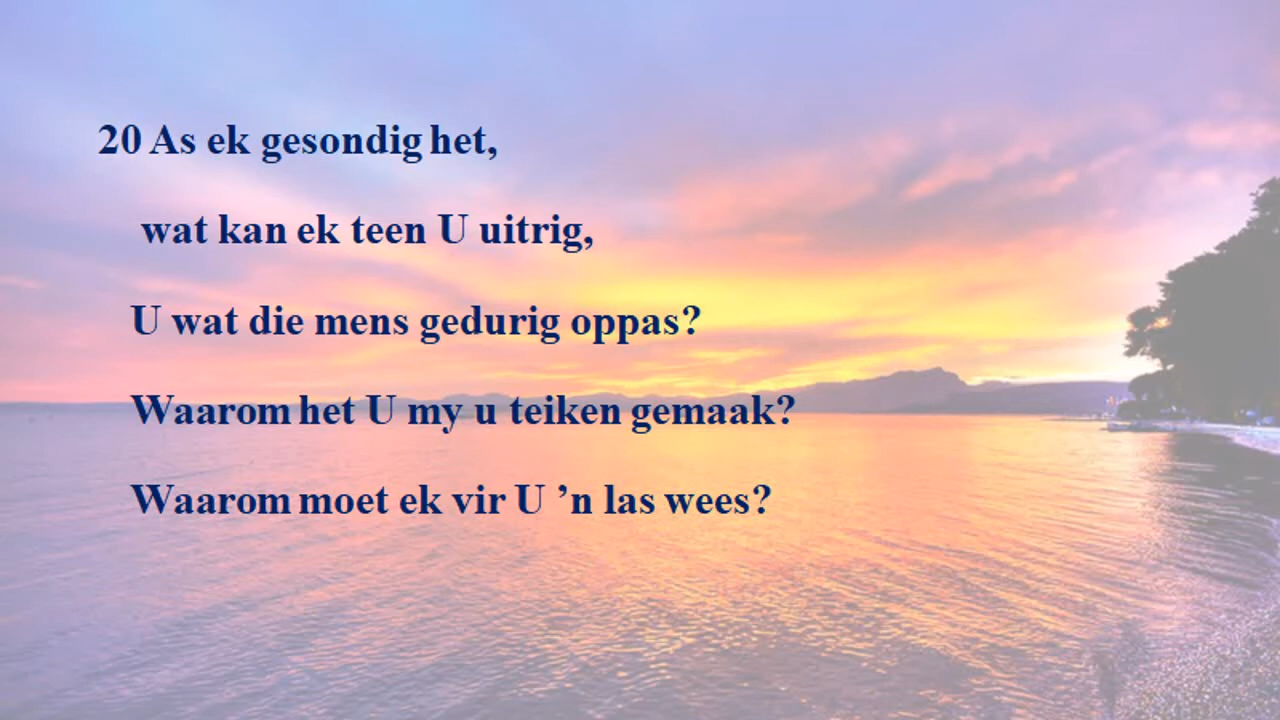 20 As ek gesondig het,
wat kan ek teen U uitrig,
U wat die mens gedurig oppas?
Waarom het U my u teiken gemaak?
Waarom moet ek vir U ’n las wees?